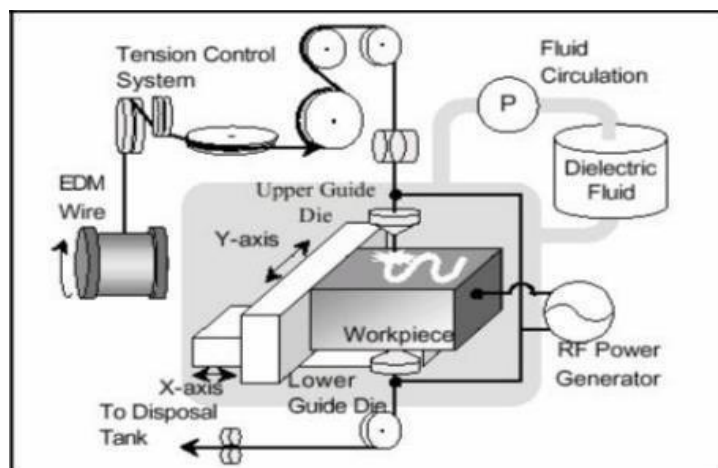 Tension Control
System
Fluid
Circulation
P
Dielectric
Fluid
EDM
Wire
Upper Guide
Die
Y-axis
Workpiece
RF Power
Generator
X-axis
Lower
Guide Die
To Disposal
Tank